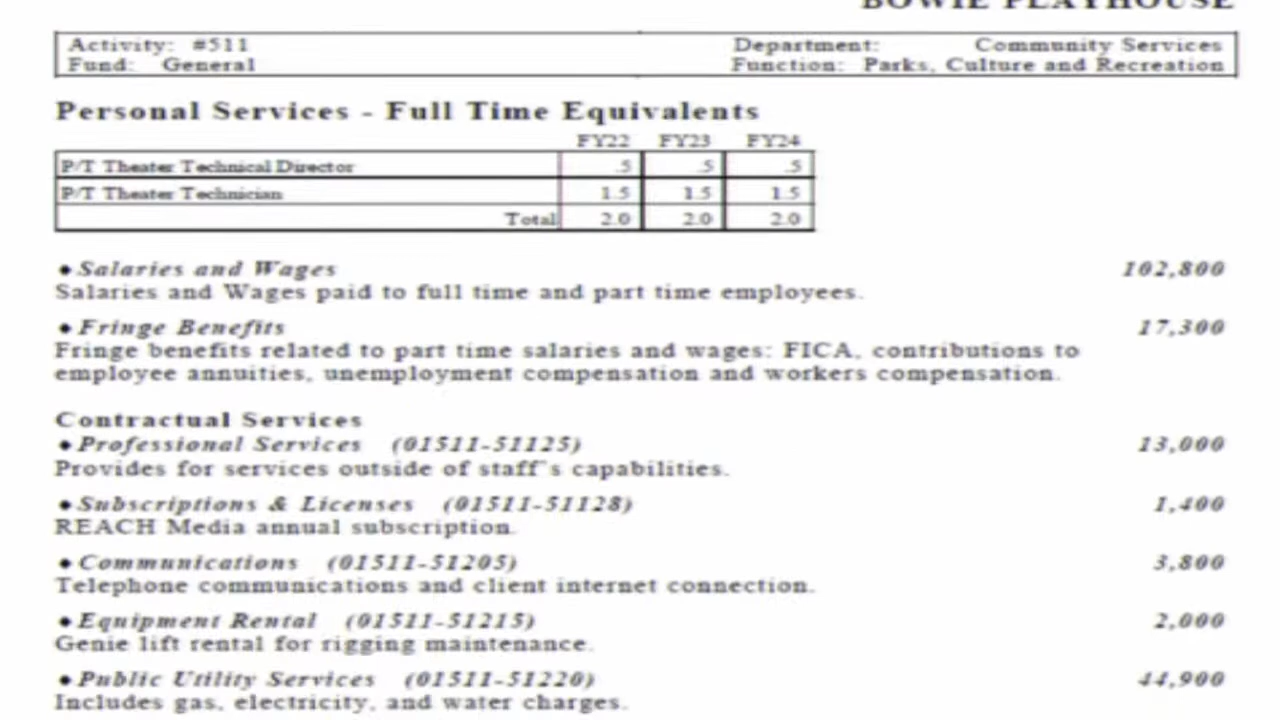 BOWIE PLAYHOUSE
Activity: #511 Department: Community Services
Fund: General Function: Parks, Culture and Recreation
Personal Services - Full Time Equivalents
FY22 FY23 FY24
P/T Theater Technical Director .5 .5 .5
P/T Theater Technician 1.5 1.5 1.5
Total 2.0 2.0 2.0
• Salaries and Wages 102,800
Salaries and Wages paid to full time and part time employees.
• Fringe Benefits 17,300
Fringe benefits related to part time salaries and wages: FICA, contributions to
employee annuities, unemployment compensation and workers compensation.
Contractual Services
• Professional Services (01511-51125) 13,000
Provides for services outside of staff's capabilities.
• Subscriptions & Licenses (01511-51128) 1,400
REACH Media annual subscription.
• Communications (01511-51205) 3,800
Telephone communications and client internet connection.
• Equipment Rental (01511-51215) 2,000
Genie lift rental for rigging maintenance.
• Public Utility Services (01511-51220) 44,900
Includes gas, electricity, and water charges.